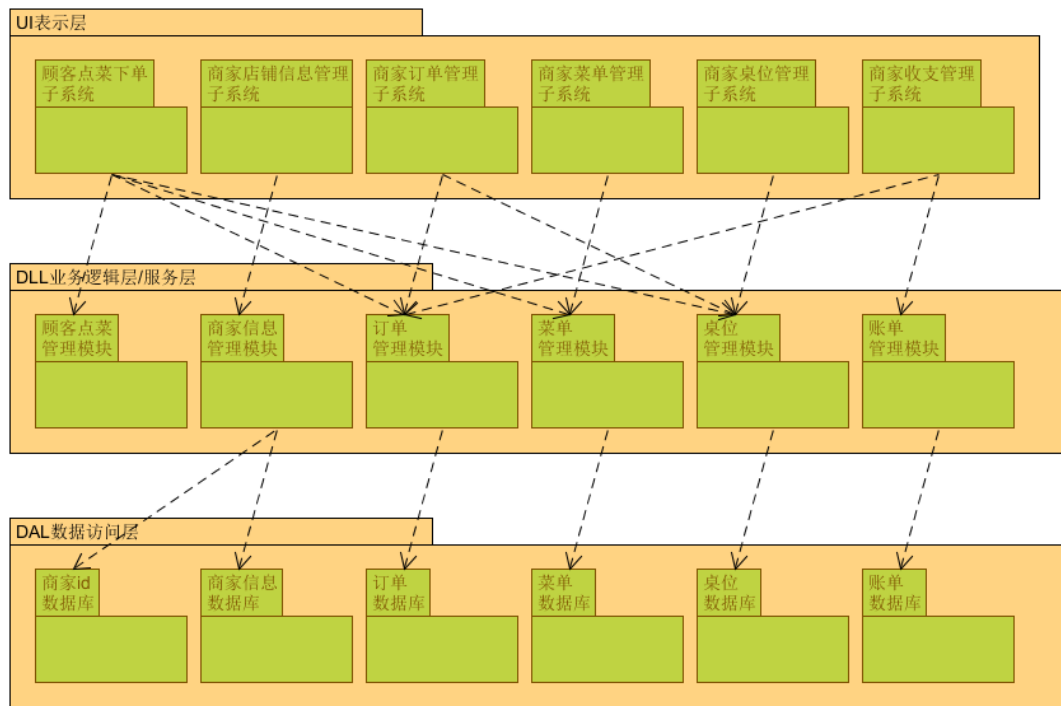 UI表示层
顾客点菜下单
子系统
商家店铺信息管理
子系统
商家订单管理
子系统
商家菜单管理
子系统
商家桌位管理
子系统
商家收支管理
子系统
DLL业务逻辑层/服务层
顾客点菜
管理模块
商家信息
管理模块
订单
管理模块
菜单
管理模块
桌位
管理模块
账单
管理模块
DAL数据访问层
商家id
数据库
商家信息
数据库
订单
数据库
菜单
数据库
桌位
数据库
账单
数据库